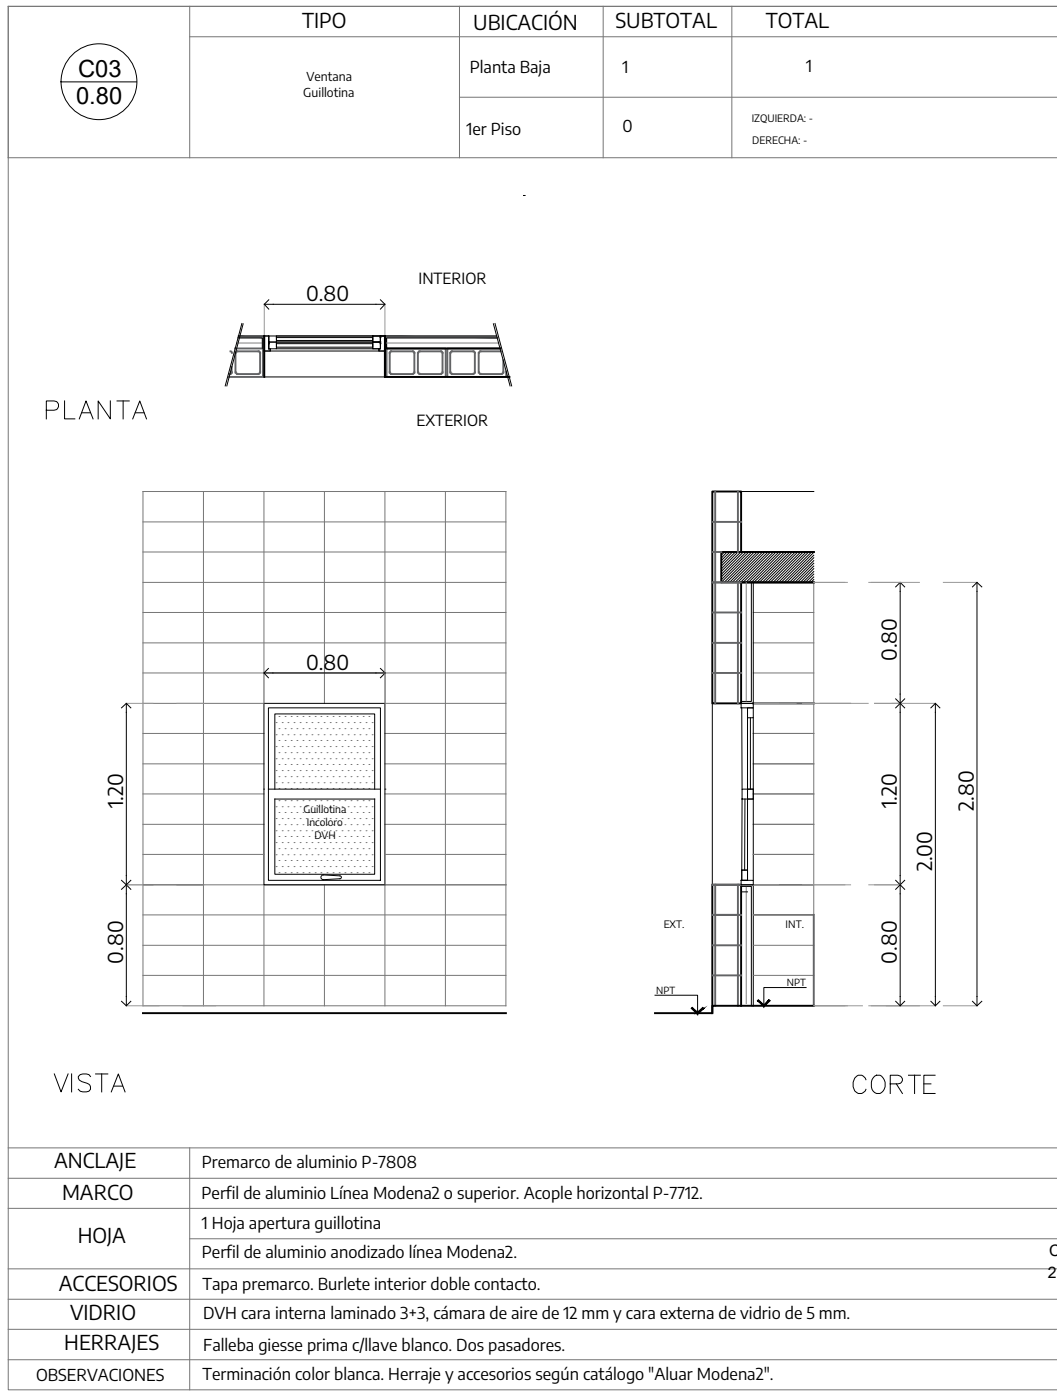 C03
0.80
TIPO
UBICACIÓN
SUBTOTAL
TOTAL
Ventana
Guillotina
Planta Baja
1
1
1er Piso
0
IZQUIERDA: -
DERECHA: -
-
INTERIOR
0.80
PLANTA
EXTERIOR
0.80
1.20
0.80
Guillotina
Incoloro
DVH
0.80
1.20
0.80
2.00
2.80
EXT.
INT.
NPT
NPT
VISTA
CORTE
ANCLAJE
Premarco de aluminio P-7808
MARCO
Perfil de aluminio Línea Modena2 o superior. Acople horizontal P-7712.
HOJA
1 Hoja apertura guillotina
Perfil de aluminio anodizado línea Modena2.
ACCESORIOS
Tapa premarco. Burlete interior doble contacto.
VIDRIO
DVH cara interna laminado 3+3, cámara de aire de 12 mm y cara externa de vidrio de 5 mm.
HERRAJES
Falleba giesse prima c/llave blanco. Dos pasadores.
OBSERVACIONES
Terminación color blanca. Herraje y accesorios según catálogo "Aluar Modena2".